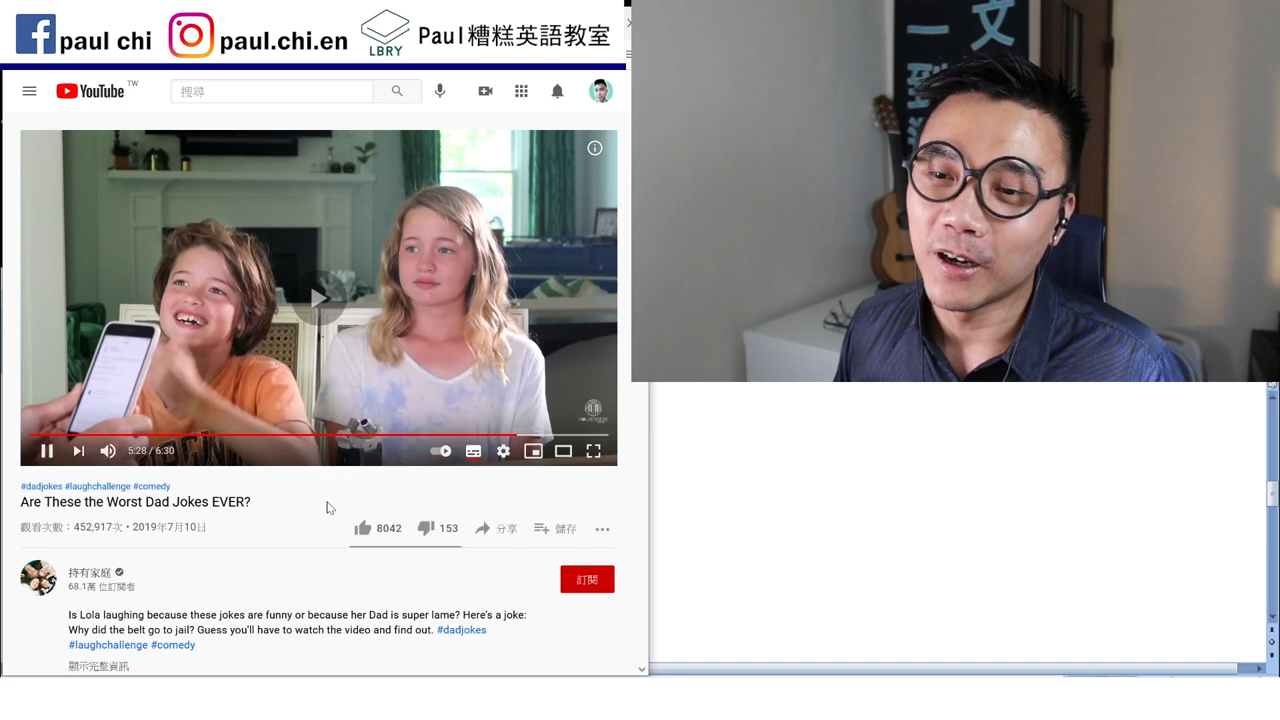 paul chi
paul.chi.en
LBRY
Paul糟糕英語教室
YouTube TW
搜尋
5:28 / 6:30
#dadjokes #laughchallenge #comedy
Are These the Worst Dad Jokes EVER?
觀看次數：452,917次 • 2019年7月10日
8042
153
分享
儲存
持有家庭
68.1萬 位訂閱者
訂閱
Is Lola laughing because these jokes are funny or because her Dad is super lame? Here's a joke:
Why did the belt go to jail? Guess you'll have to watch the video and find out. #dadjokes
#laughchallenge #comedy
顯示完整資訊
文
一
到